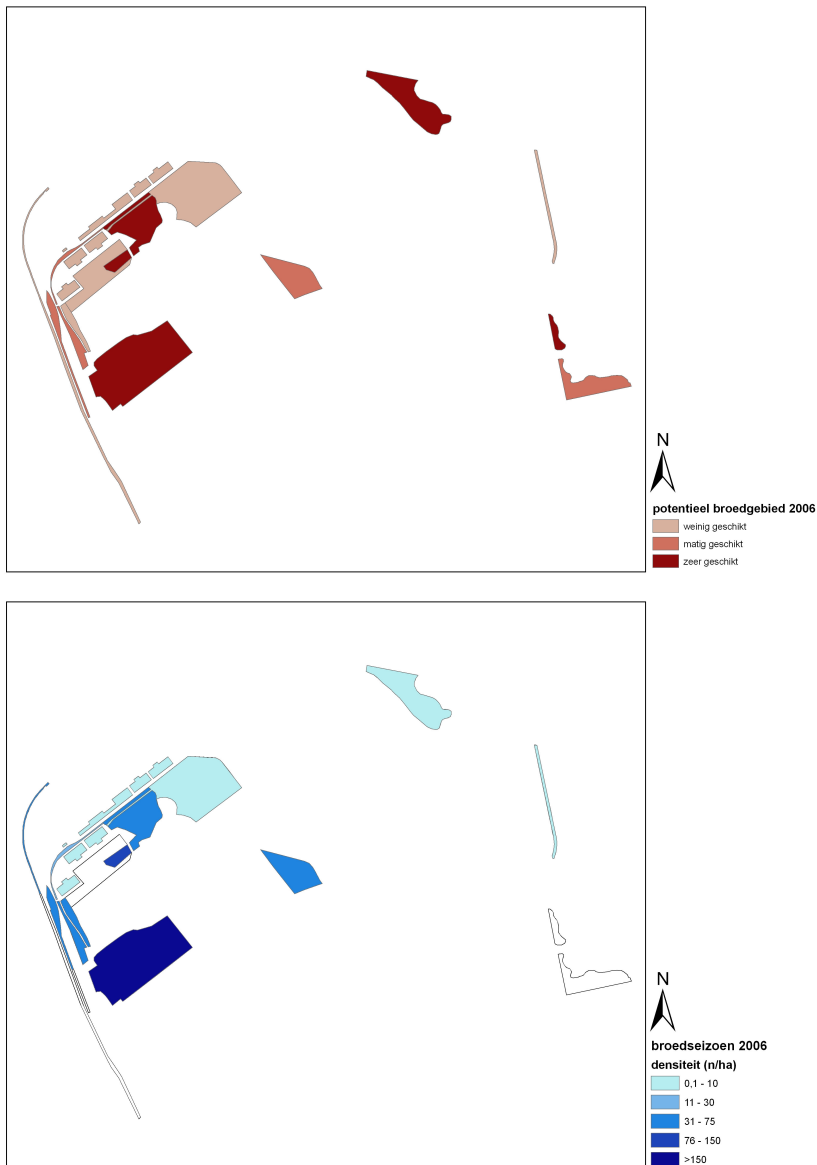 N
potentieel broedgebied 2006
weinig geschikt
matig geschikt
zeer geschikt
N
broedseizoen 2006
densiteit (n/ha)
0,1 - 10
11 - 30
31 - 75
76 - 150
>150